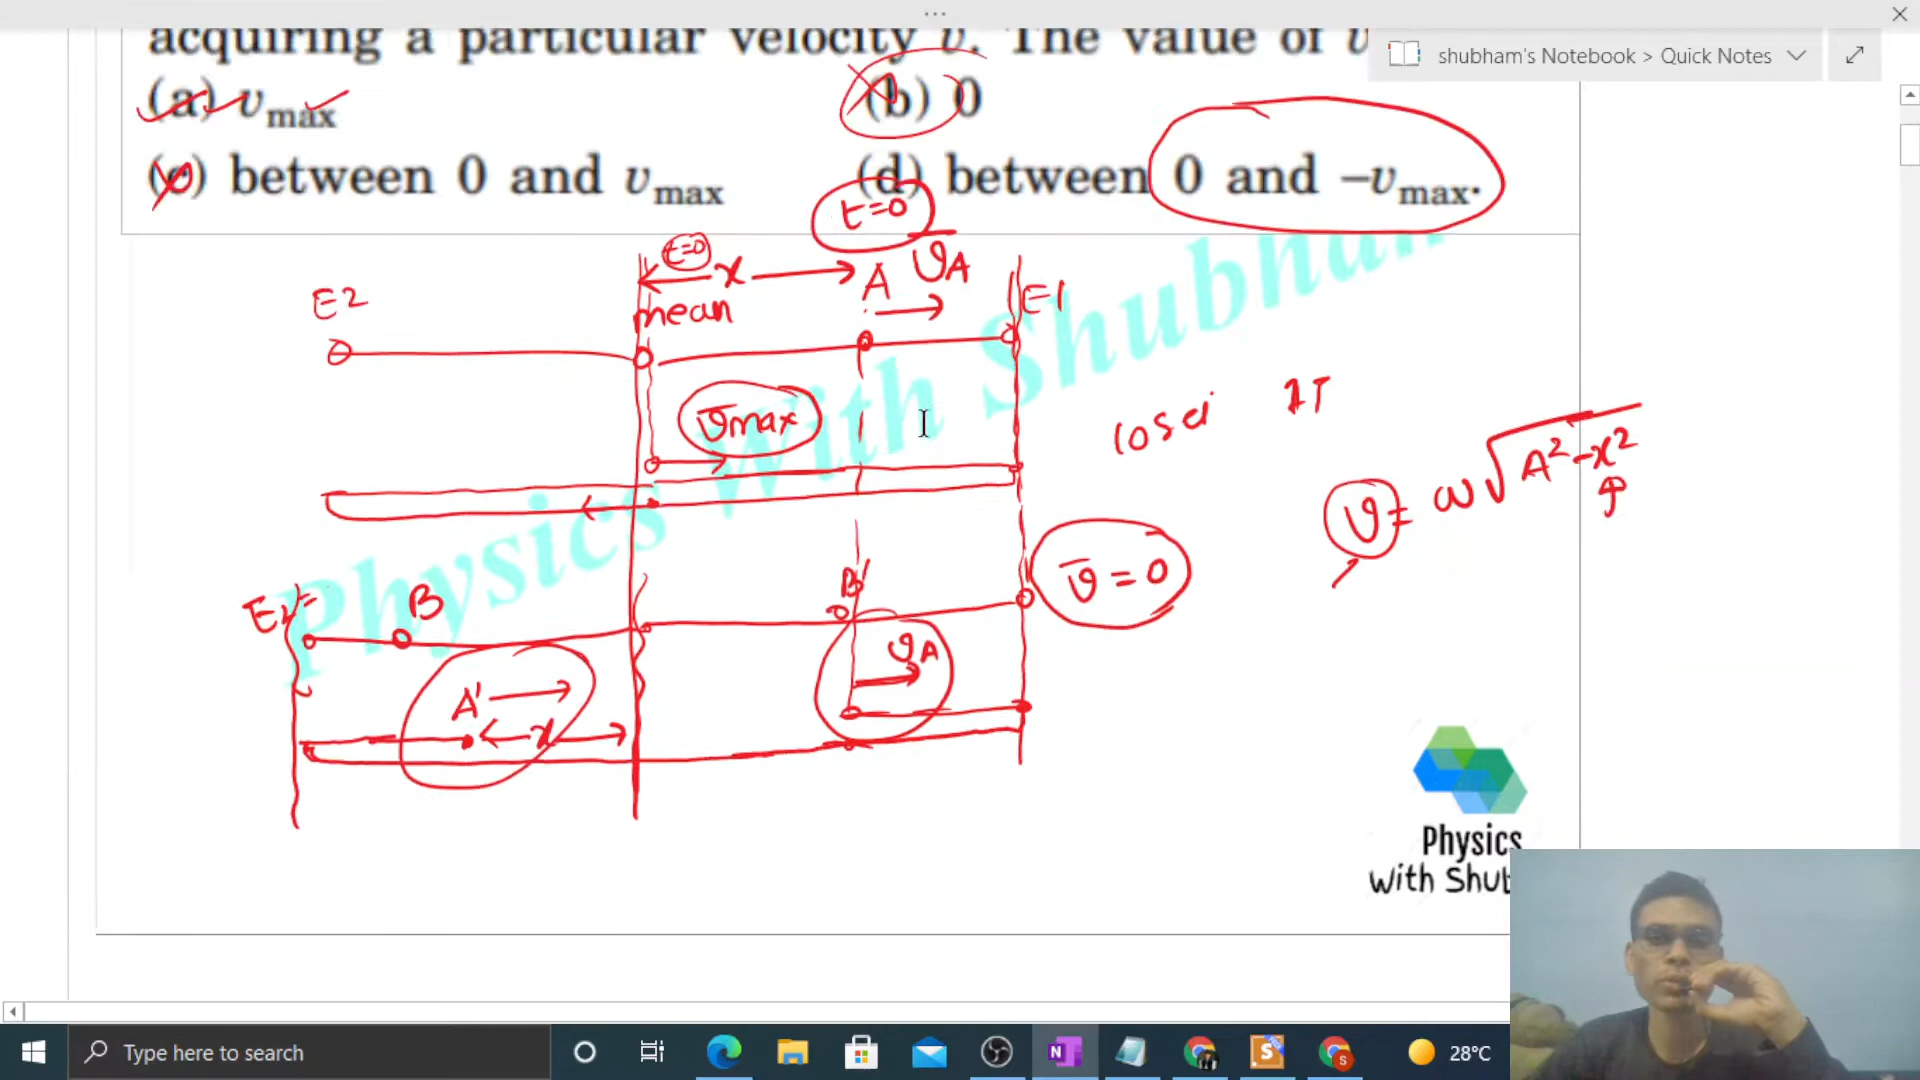 acquiring a particular velocity v. The value of v
shubham's Notebook > Quick Notes
(a) vmax (b) 0
(c) between 0 and vmax (d) between 0 and –vmax.
t=0
t=0
x A vA
E2 mean E1
vmax
v = ω√A²-x²
v = 0
B B'
vA
A'
x
Physics With Shubham
Physics
With Shub
Type here to search
28°C